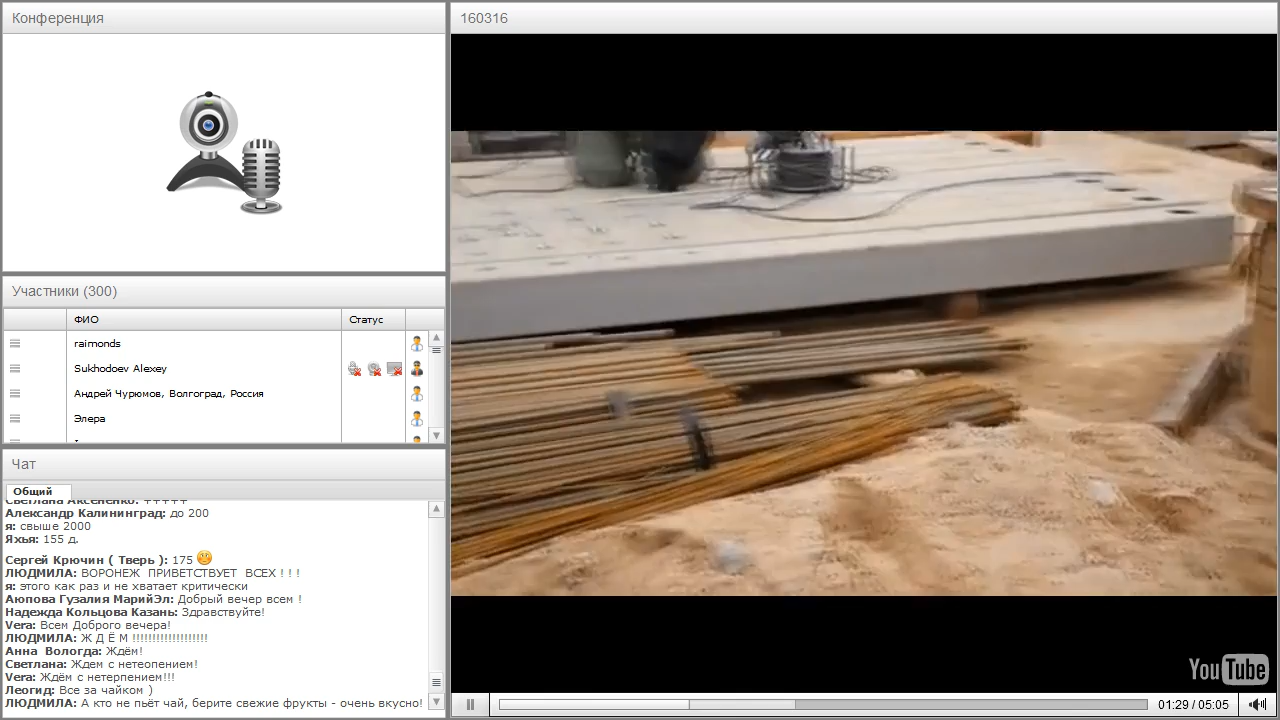 Конференция
160316
Участники (300)
ФИО
Статус
raimonds
Sukhodoev Alexey
Андрей Чурюмов, Волгоград, Россия
Элера
Чат
Общий
Светлана Аксененко: +++++
Александр Калининград: до 200
я: свыше 2000
Яхья: 155 д.
Сергей Крючин ( Тверь ): 175
ЛЮДМИЛА: ВОРОНЕЖ ПРИВЕТСТВУЕТ ВСЕХ ! ! !
я: этого как раз и не хватает критически
Аюпова Гузалия МарийЭл: Добрый вечер всем !
Надежда Кольцова Казань: Здравствуйте!
Vera: Всем Доброго вечера!
ЛЮДМИЛА: Ж Д Ё М !!!!!!!!!!!!!!!!!!!
Анна Вологда: Ждём!
Светлана: Ждем с нетеопением!
Vera: Ждём с нетерпением!!!
Леогид: Все за чайком )
ЛЮДМИЛА: А кто не пьёт чай, берите свежие фрукты - очень вкусно!
YouTube
01:29 / 05:05